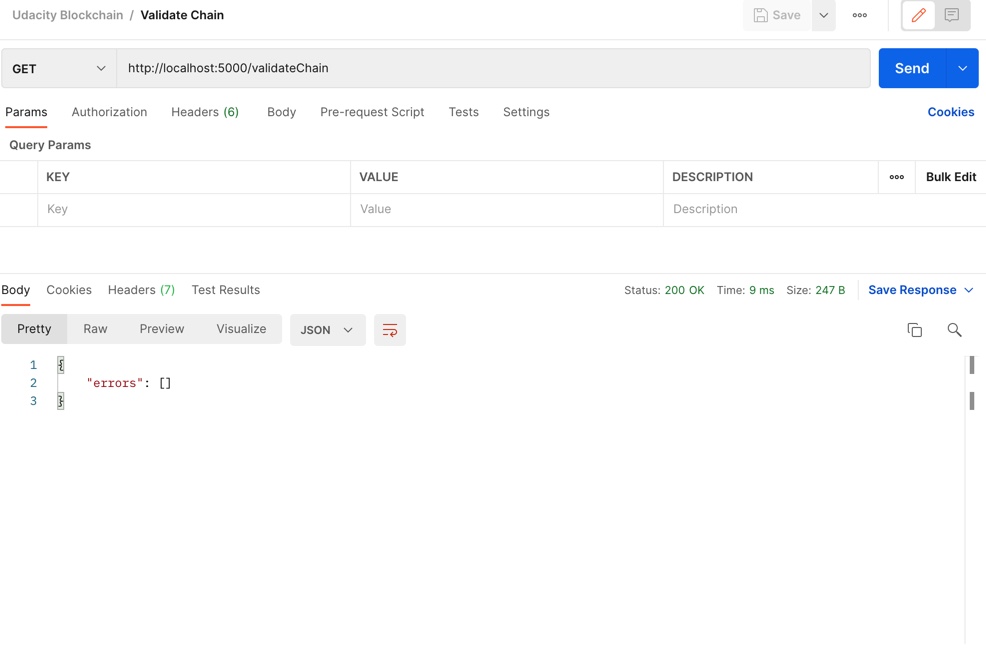 Udacity Blockchain / Validate Chain
Save
GET
http://localhost:5000/validateChain
Send
Params Authorization Headers (6) Body Pre-request Script Tests Settings Cookies
Query Params
KEY VALUE DESCRIPTION Bulk Edit
Key Value Description
Body Cookies Headers (7) Test Results Status: 200 OK Time: 9 ms Size: 247 B Save Response
Pretty Raw Preview Visualize JSON
1 {
2 "errors": []
3 }